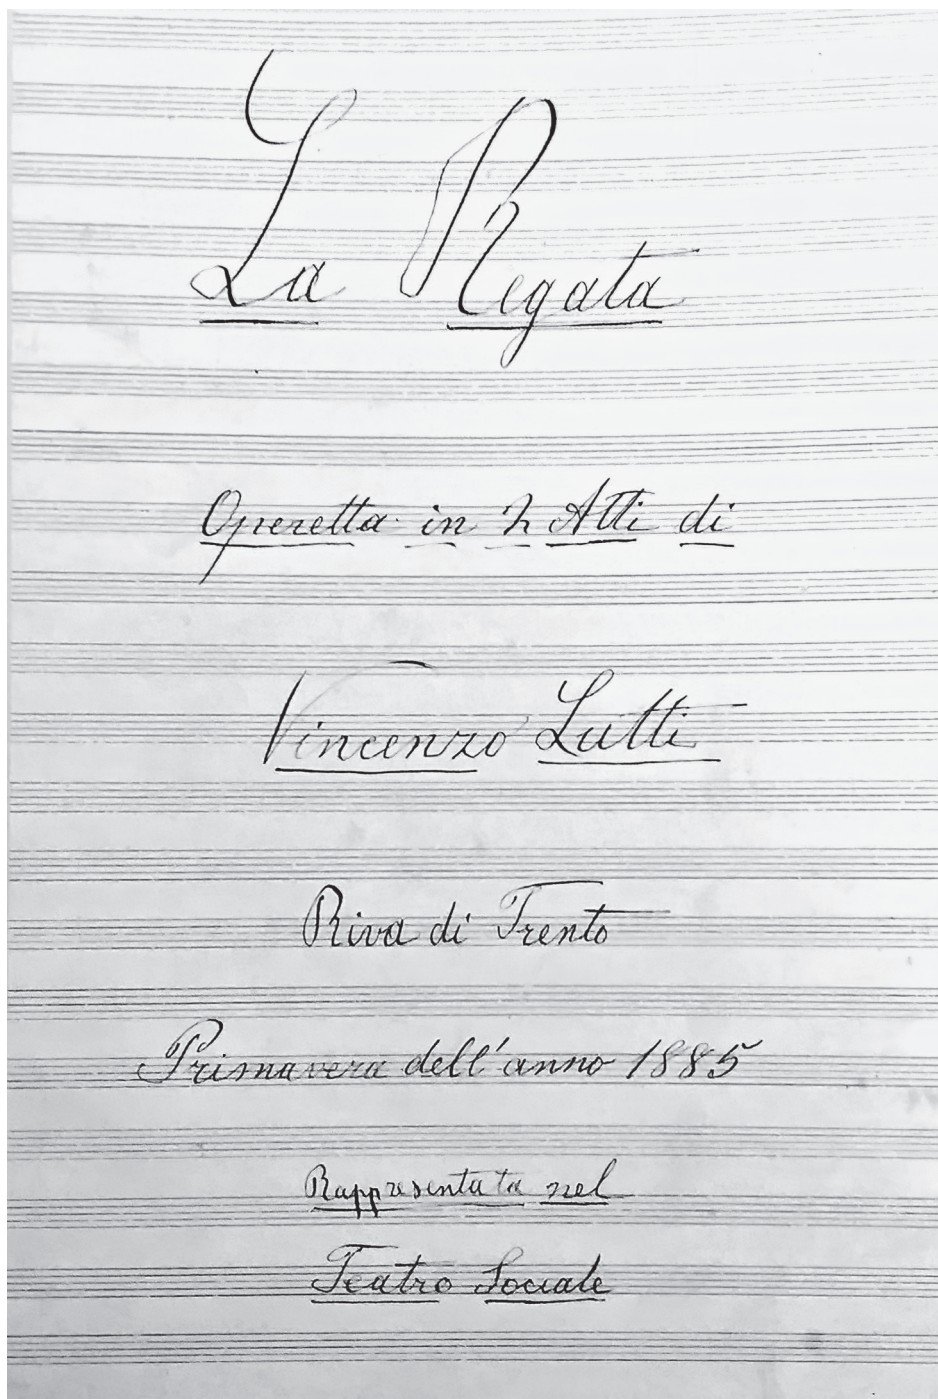 La Regata
Operetta in 2 Atti di
Vincenzo Lutti
Riva di Trento
Primavera dell'anno 1885
Rappresentata nel
Teatro Sociale